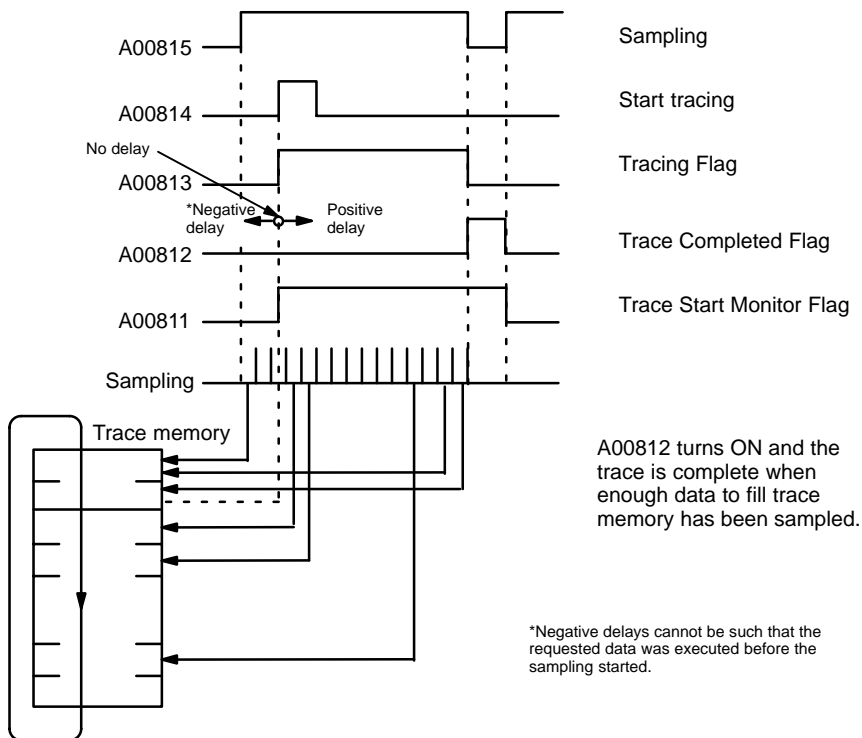 A00815 Sampling
A00814 Start tracing
No delay
A00813 Tracing Flag
*Negative
delay
Positive
delay
A00812 Trace Completed Flag
A00811 Trace Start Monitor Flag
Sampling
Trace memory
A00812 turns ON and the
trace is complete when
enough data to fill trace
memory has been sampled.
*Negative delays cannot be such that the
requested data was executed before the
sampling started.